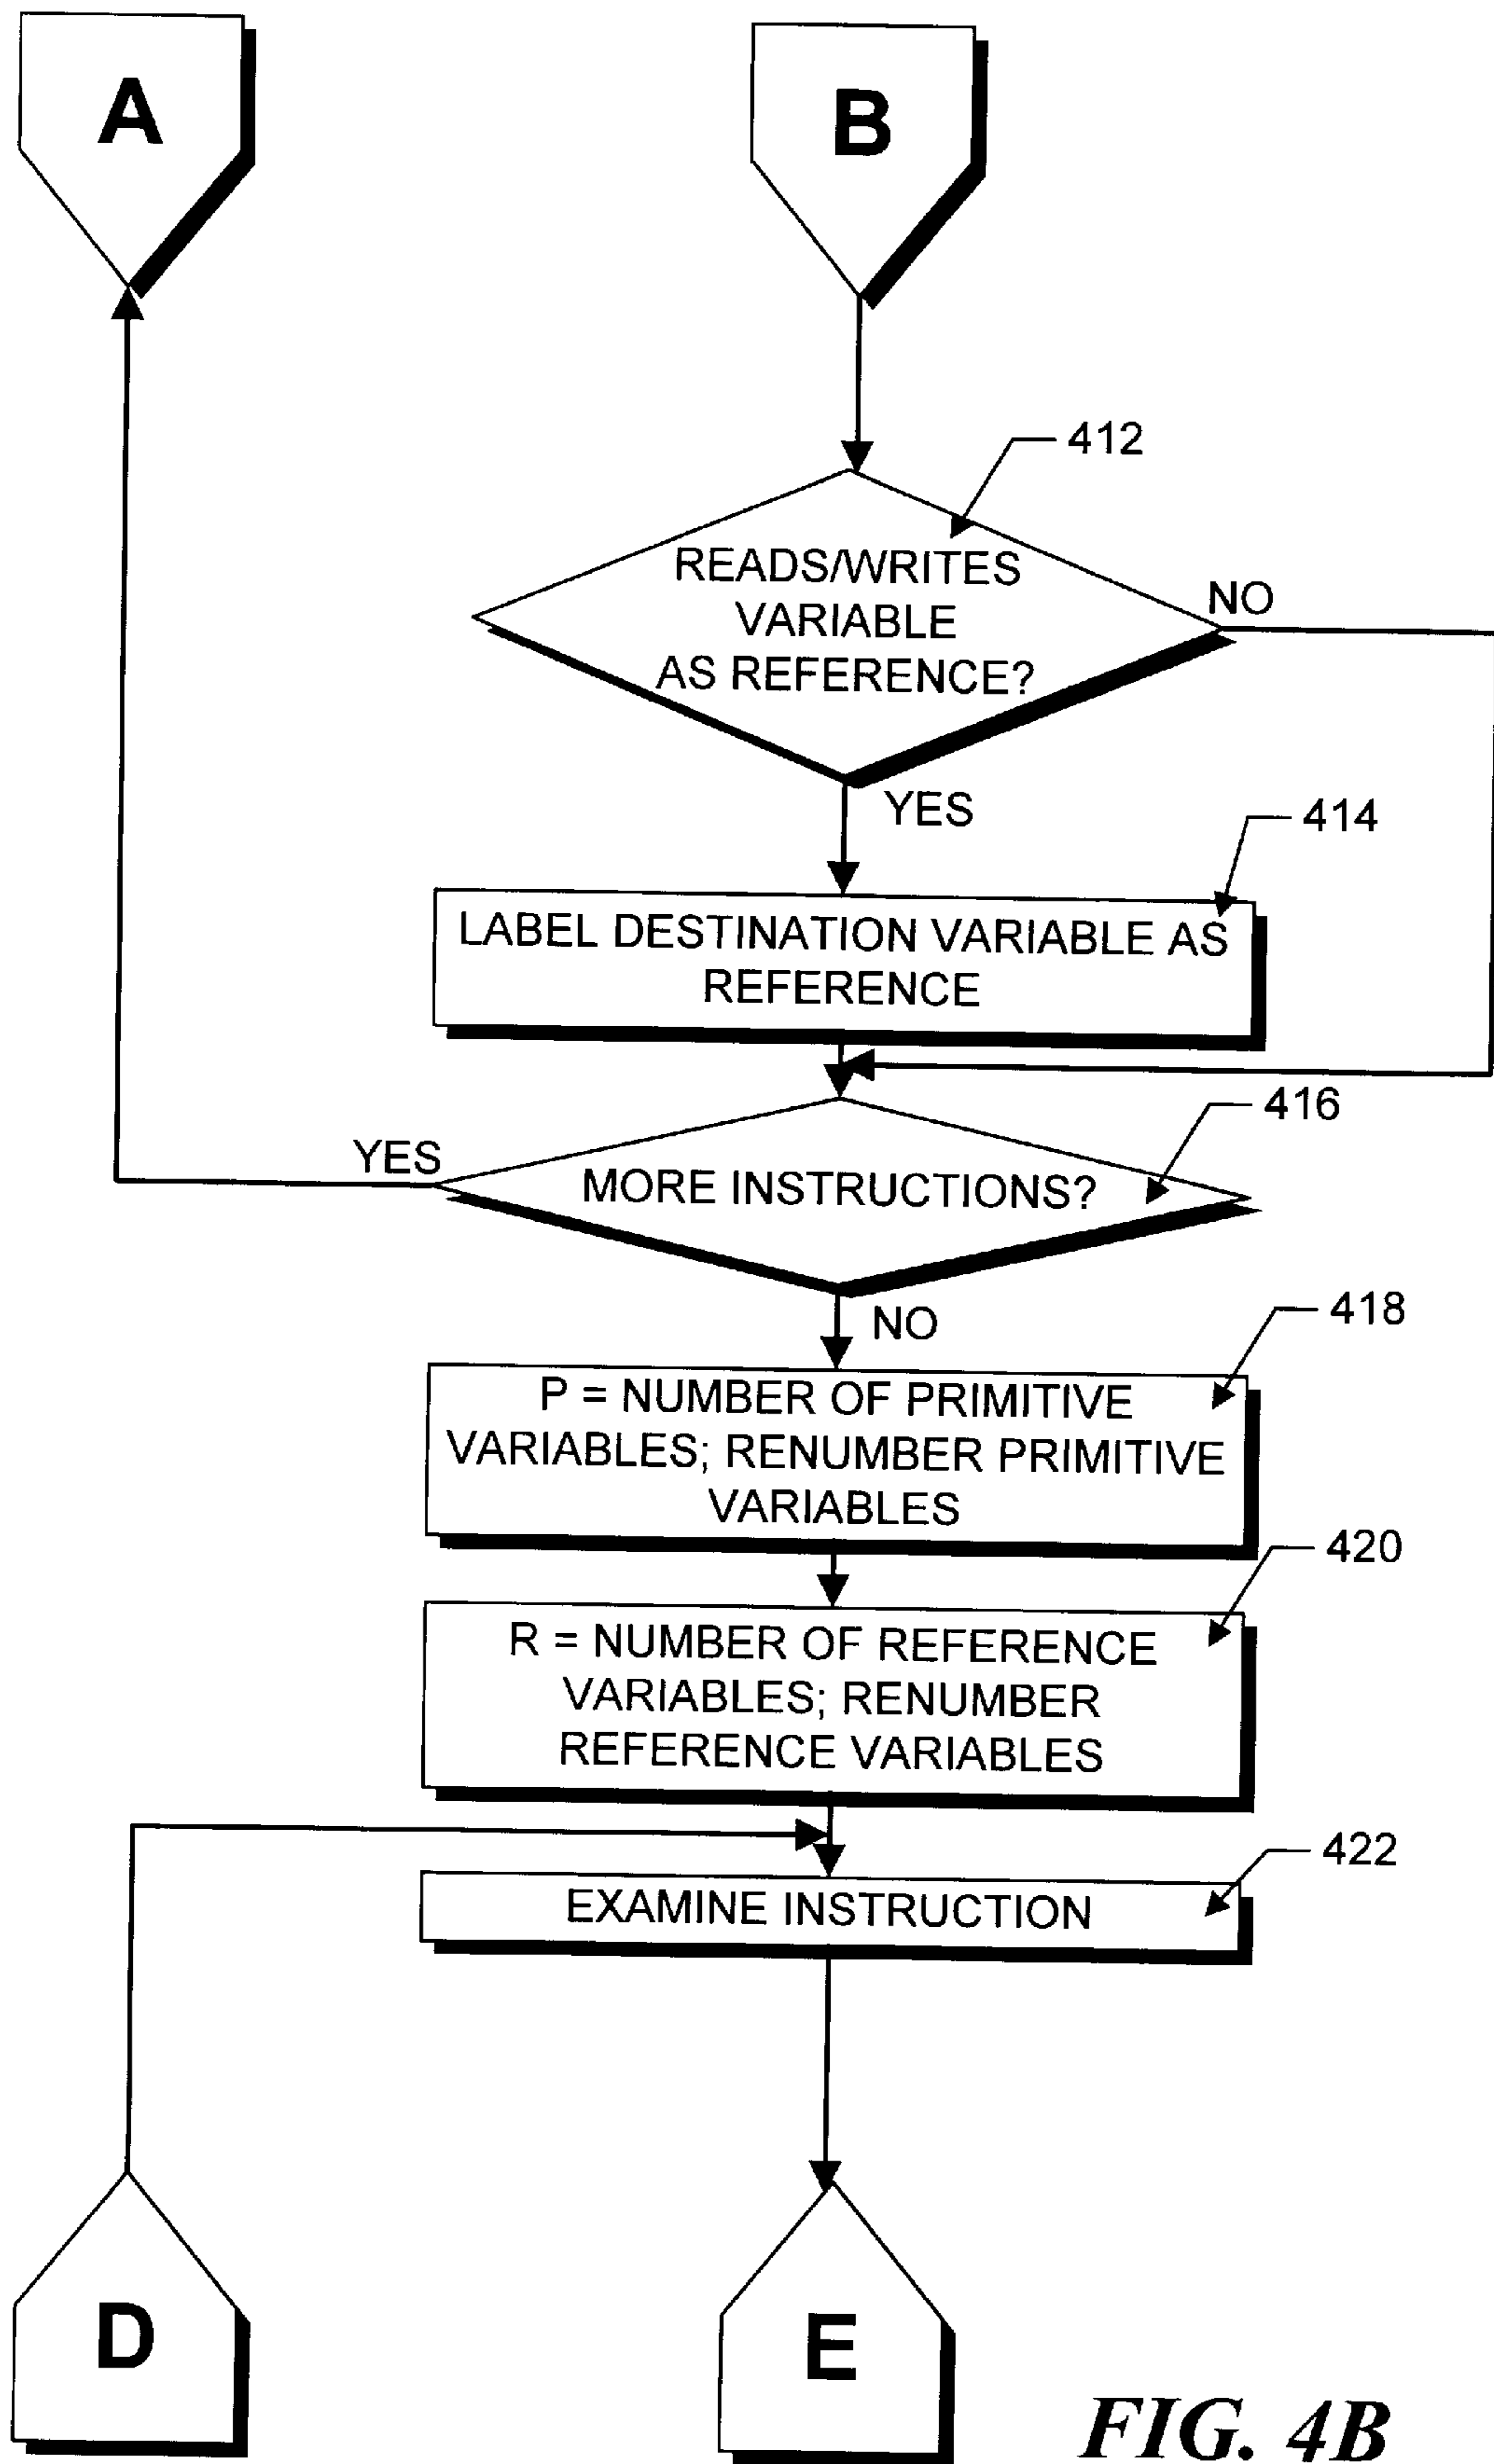 A
B
412
READS/WRITES
VARIABLE
AS REFERENCE?
NO
YES
414
LABEL DESTINATION VARIABLE AS
REFERENCE
416
YES
MORE INSTRUCTIONS?
NO
418
P = NUMBER OF PRIMITIVE
VARIABLES; RENUMBER PRIMITIVE
VARIABLES
420
R = NUMBER OF REFERENCE
VARIABLES; RENUMBER
REFERENCE VARIABLES
422
EXAMINE INSTRUCTION
D
E
FIG. 4B